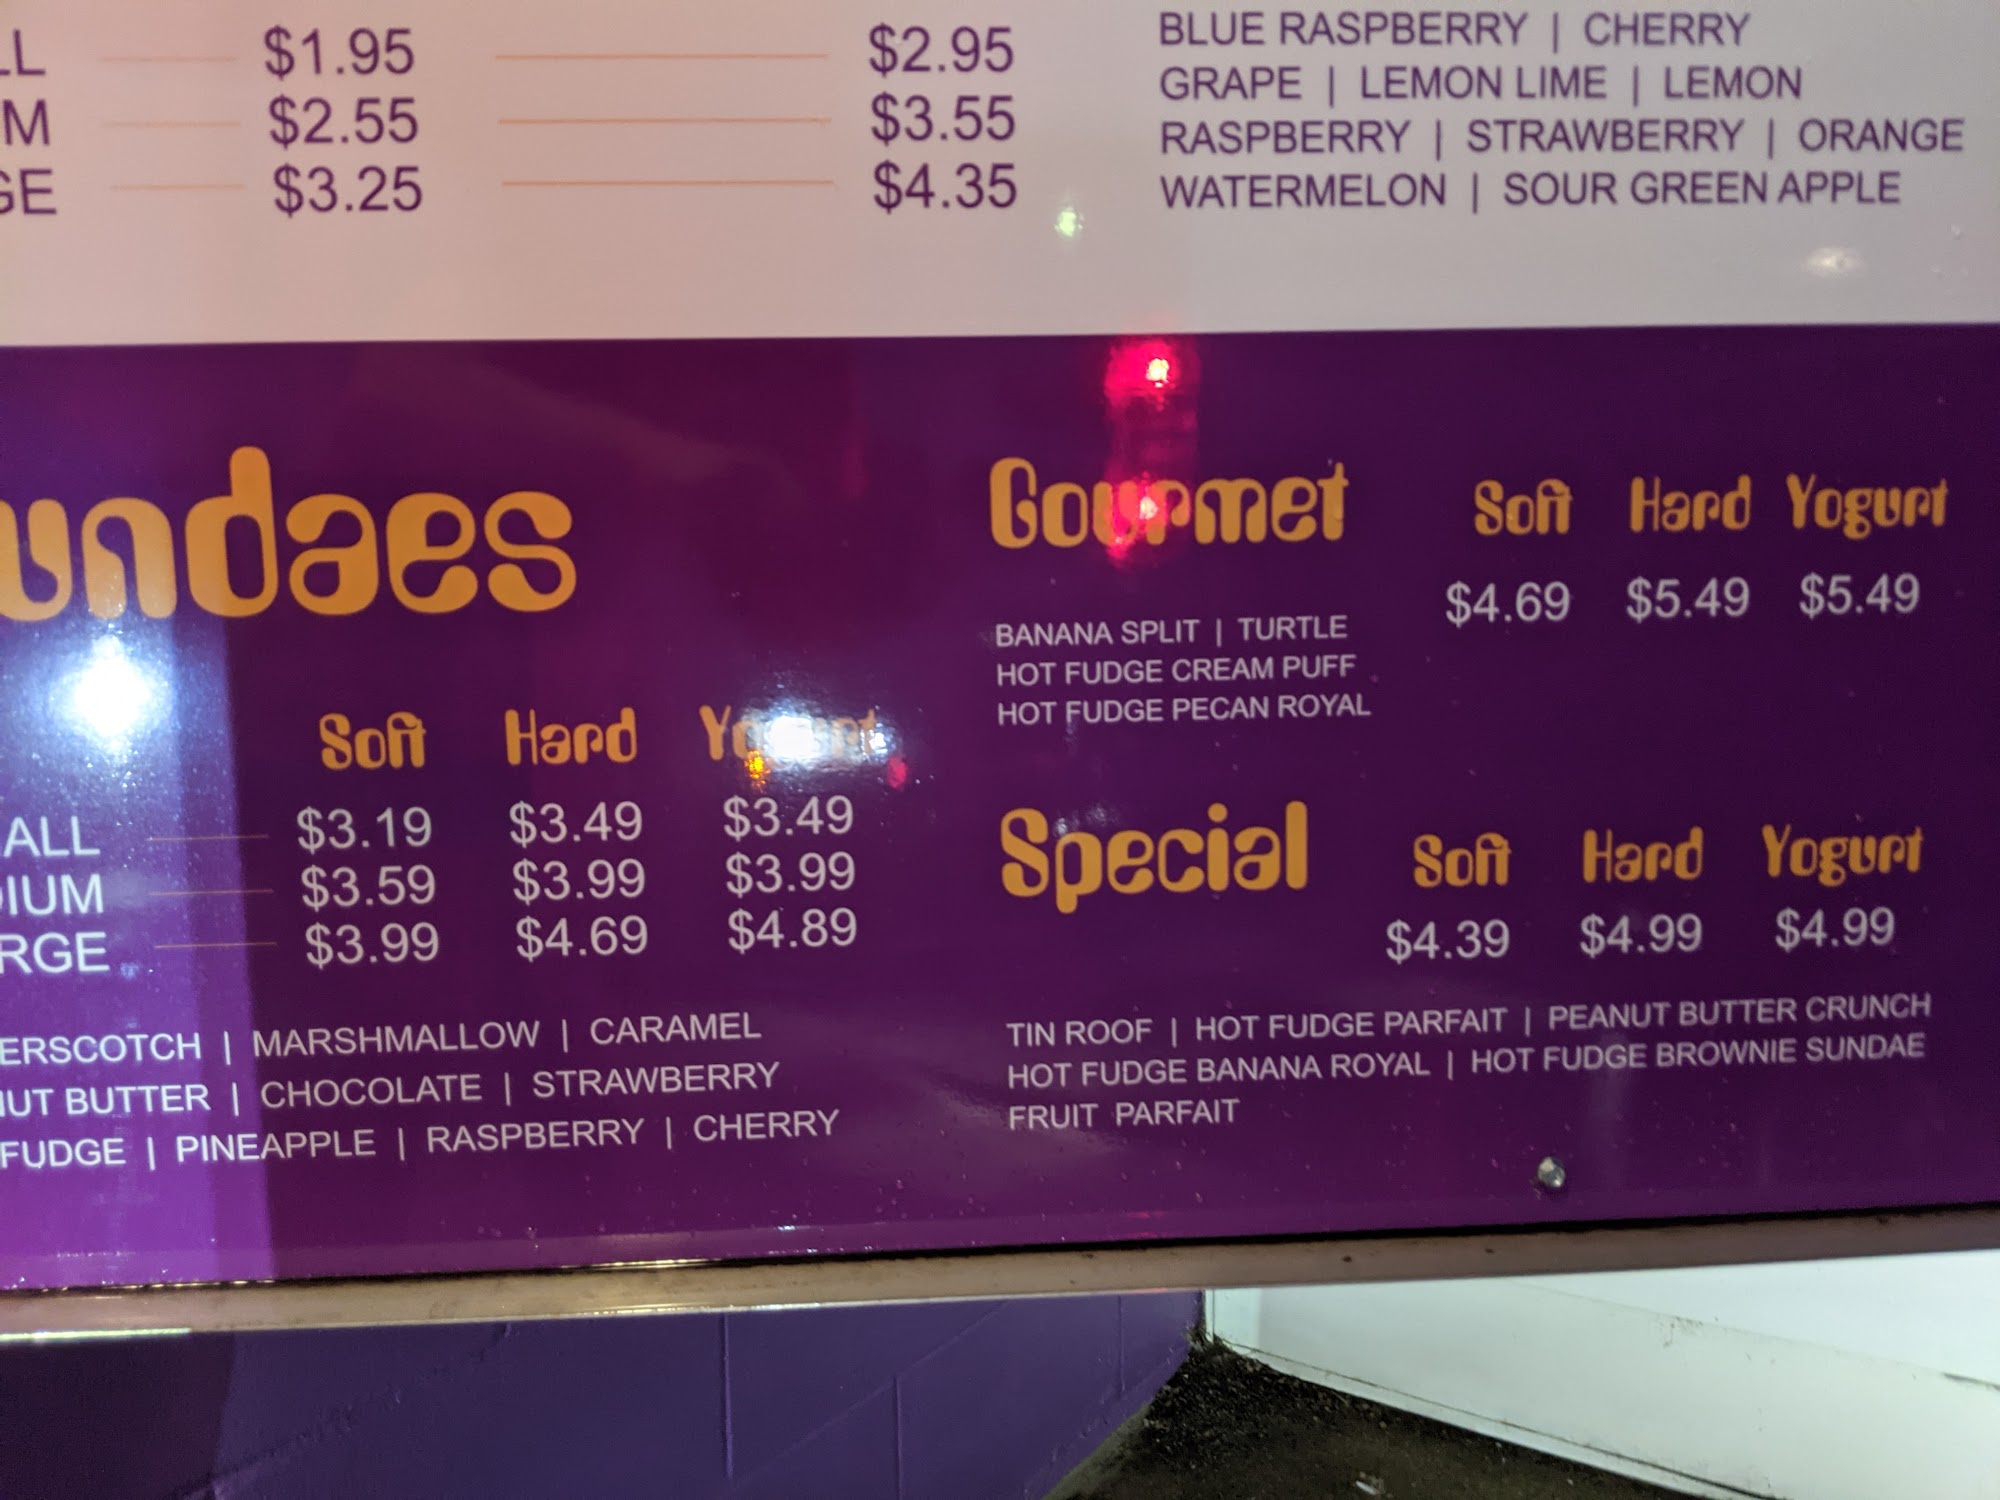 LL $1.95 $2.95
M $2.55 $3.55
GE $3.25 $4.35
BLUE RASPBERRY | CHERRY
GRAPE | LEMON LIME | LEMON
RASPBERRY | STRAWBERRY | ORANGE
WATERMELON | SOUR GREEN APPLE
undaes
Soft Hard Yogurt
ALL $3.19 $3.49 $3.49
DIUM $3.59 $3.99 $3.99
RGE $3.99 $4.69 $4.89
ERSCOTCH | MARSHMALLOW | CARAMEL
NUT BUTTER | CHOCOLATE | STRAWBERRY
FUDGE | PINEAPPLE | RASPBERRY | CHERRY
Gourmet Soft Hard Yogurt
$4.69 $5.49 $5.49
BANANA SPLIT | TURTLE
HOT FUDGE CREAM PUFF
HOT FUDGE PECAN ROYAL
Special Soft Hard Yogurt
$4.39 $4.99 $4.99
TIN ROOF | HOT FUDGE PARFAIT | PEANUT BUTTER CRUNCH
HOT FUDGE BANANA ROYAL | HOT FUDGE BROWNIE SUNDAE
FRUIT PARFAIT